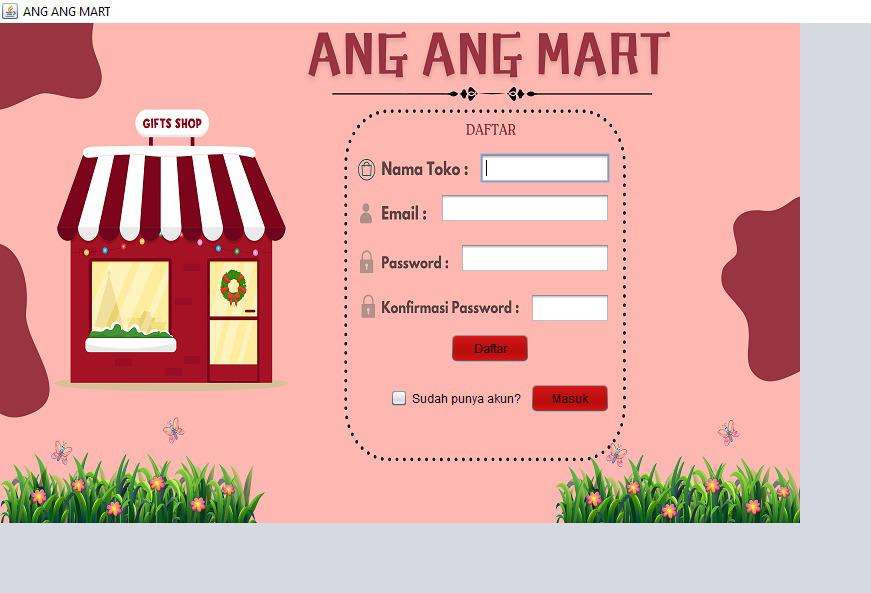 ANG ANG MART
ANG ANG MART
GIFTS SHOP
DAFTAR
Nama Toko :
Email :
Password :
Konfirmasi Password :
Daftar
Sudah punya akun?
Masuk